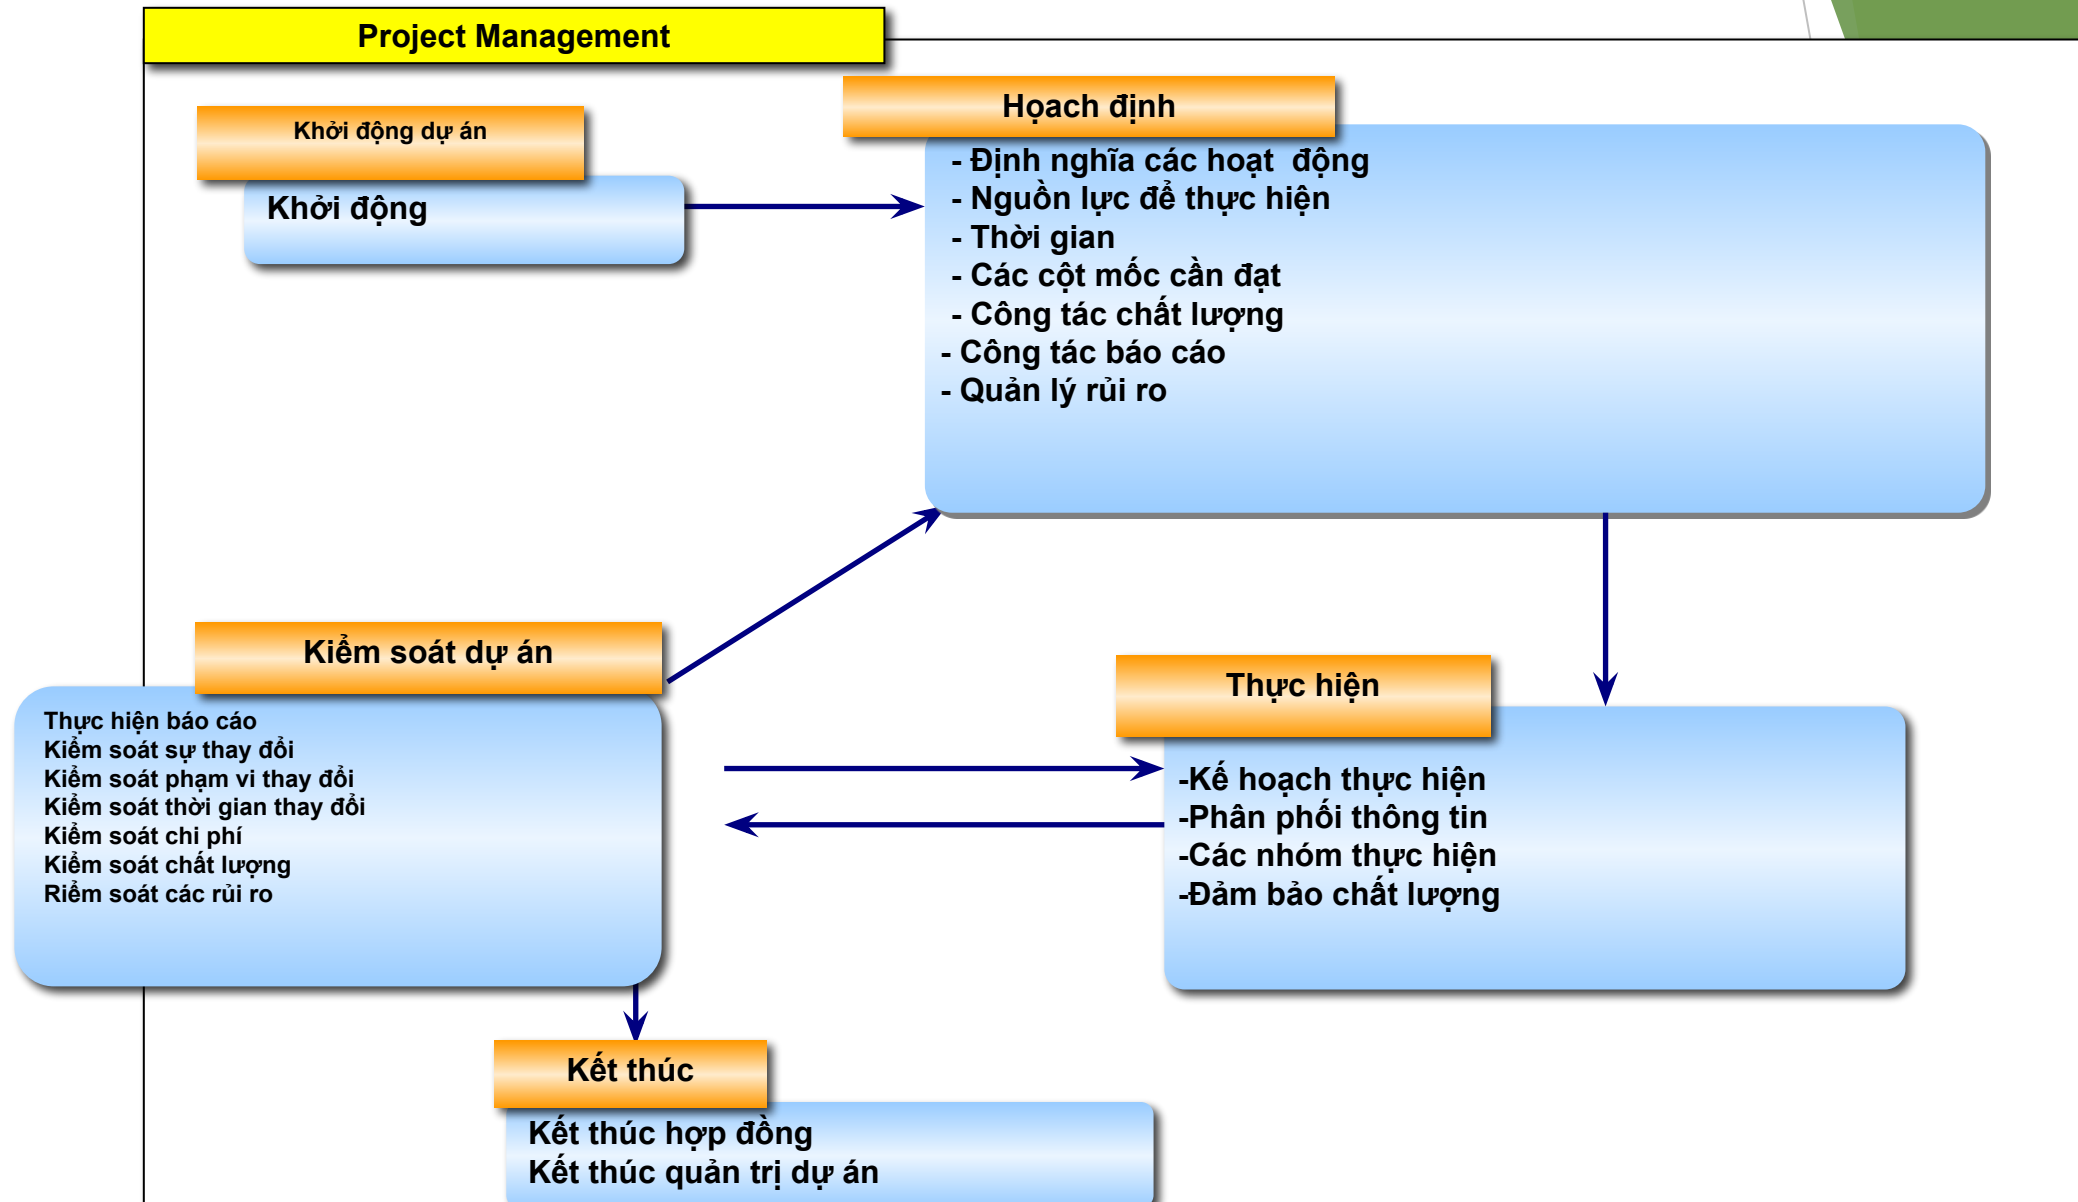 Project Management
Khởi động dự án
Khởi động
Họach định
- Định nghĩa các hoạt động
- Nguồn lực để thực hiện
- Thời gian
- Các cột mốc cần đạt
- Công tác chất lượng
- Công tác báo cáo
- Quản lý rủi ro
Kiểm soát dự án
Thực hiện báo cáo
Kiểm soát sự thay đổi
Kiểm soát phạm vi thay đổi
Kiểm soát thời gian thay đổi
Kiểm soát chi phí
Kiểm soát chất lượng
Riểm soát các rủi ro
Thực hiện
-Kế hoạch thực hiện
-Phân phối thông tin
-Các nhóm thực hiện
-Đảm bảo chất lượng
Kết thúc
Kết thúc hợp đồng
Kết thúc quản trị dự án